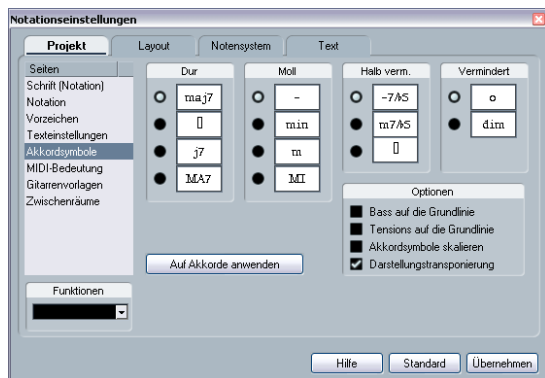 Notationseinstellungen
Projekt
Layout
Notensystem
Text
Seiten
Schrift (Notation)
Notation
Vorzeichen
Texteinstellungen
Akkordsymbole
MIDI-Bedeutung
Gitarrenvorlagen
Zwischenräume
Funktionen
Dur
maj7
j7
MA7
Moll
-
min
m
MI
Halb verm.
-7/b5
m7/b5
Vermindert
o
dim
Optionen
Bass auf die Grundlinie
Tensions auf die Grundlinie
Akkordsymbole skalieren
Darstellungstransponierung
Auf Akkorde anwenden
Hilfe
Standard
Übernehmen